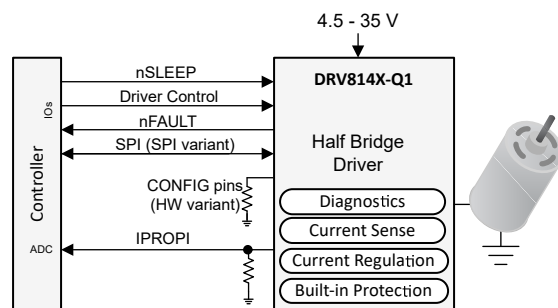 4.5 - 35 V
nSLEEP
DRV814X-Q1
Driver Control
IOs
nFAULT
SPI (SPI variant)
Half Bridge
Driver
Controller
CONFIG pins
(HW variant)
Diagnostics
Current Sense
ADC
IPROPI
Current Regulation
Built-in Protection